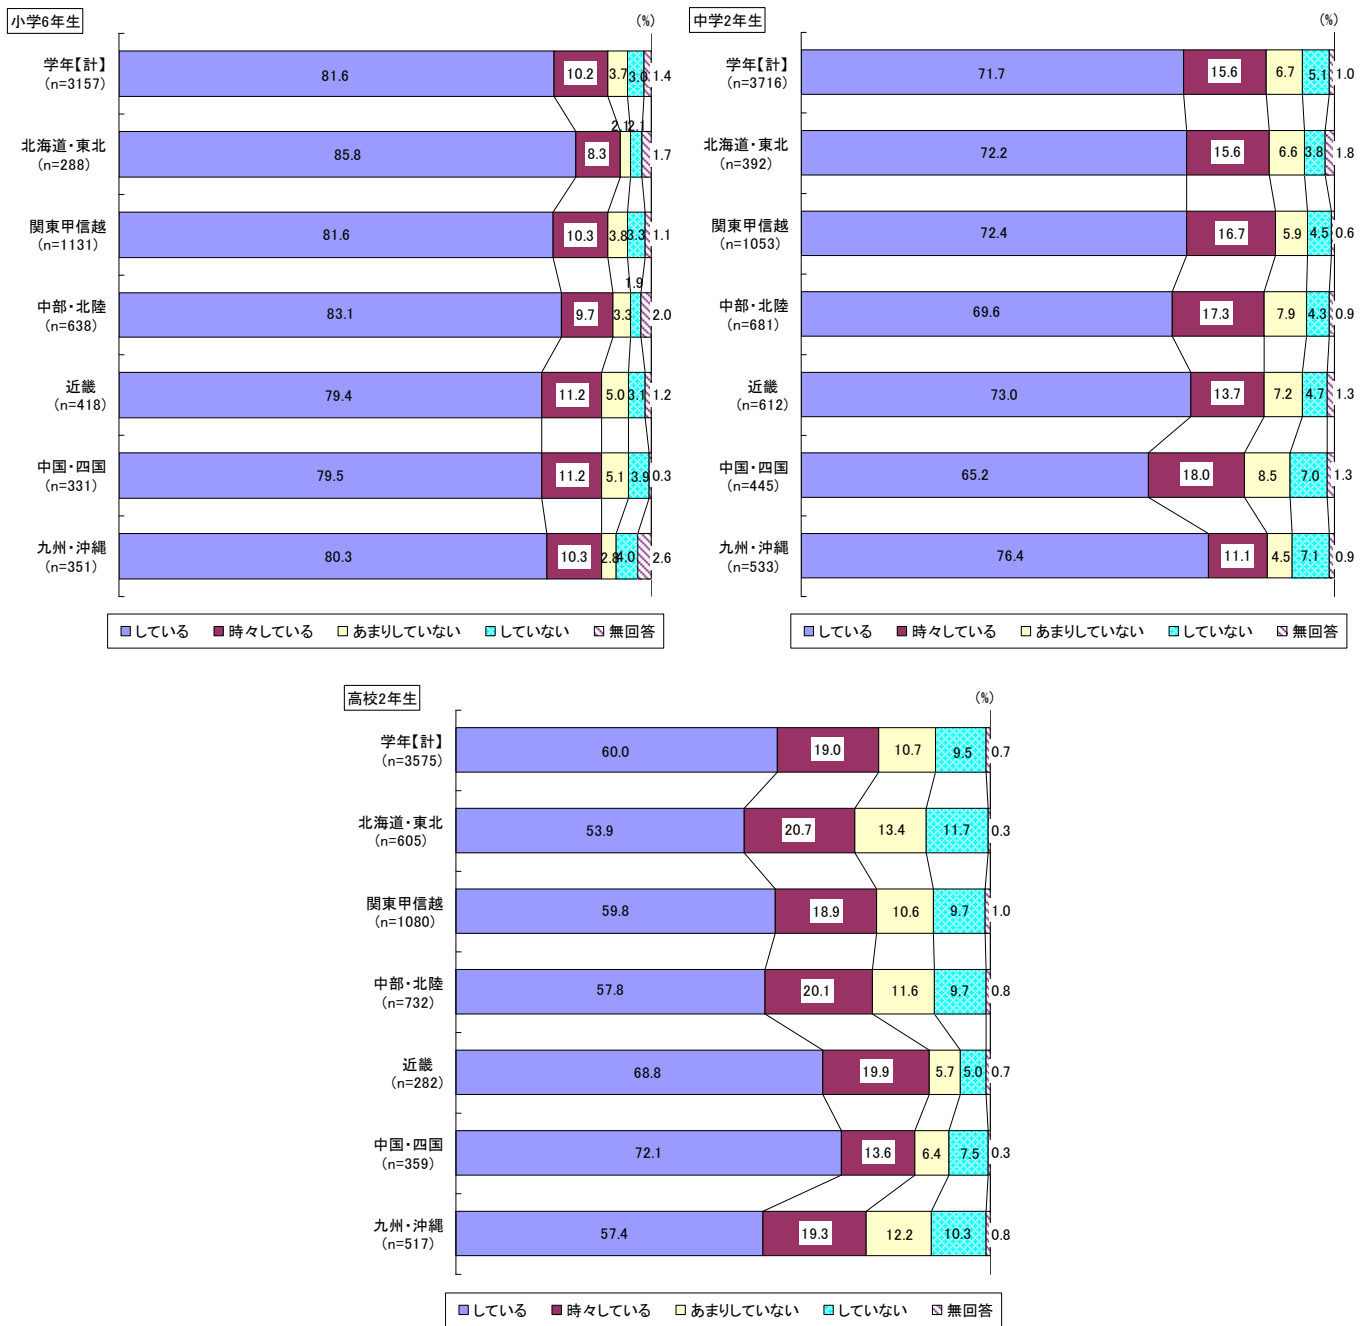 小学6年生
(%)
学年【計】
(n=3157)
81.6 10.2 3.7 3.0 1.4
北海道・東北
(n=288)
85.8 8.3 2.1 2.1 1.7
関東甲信越
(n=1131)
81.6 10.3 3.8 3.3 1.1
中部・北陸
(n=638)
83.1 9.7 3.3 1.9 2.0
近畿
(n=418)
79.4 11.2 5.0 3.1 1.2
中国・四国
(n=331)
79.5 11.2 5.1 3.9 0.3
九州・沖縄
(n=351)
80.3 10.3 2.8 4.0 2.6
している 時々している あまりしていない していない 無回答
中学2年生
(%)
学年【計】
(n=3716)
71.7 15.6 6.7 5.1 1.0
北海道・東北
(n=392)
72.2 15.6 6.6 3.8 1.8
関東甲信越
(n=1053)
72.4 16.7 5.9 4.5 0.6
中部・北陸
(n=681)
69.6 17.3 7.9 4.3 0.9
近畿
(n=612)
73.0 13.7 7.2 4.7 1.3
中国・四国
(n=445)
65.2 18.0 8.5 7.0 1.3
九州・沖縄
(n=533)
76.4 11.1 4.5 7.1 0.9
している 時々している あまりしていない していない 無回答
高校2年生
(%)
学年【計】
(n=3575)
60.0 19.0 10.7 9.5 0.7
北海道・東北
(n=605)
53.9 20.7 13.4 11.7 0.3
関東甲信越
(n=1080)
59.8 18.9 10.6 9.7 1.0
中部・北陸
(n=732)
57.8 20.1 11.6 9.7 0.8
近畿
(n=282)
68.8 19.9 5.7 5.0 0.7
中国・四国
(n=359)
72.1 13.6 6.4 7.5 0.3
九州・沖縄
(n=517)
57.4 19.3 12.2 10.3 0.8
している 時々している あまりしていない していない 無回答